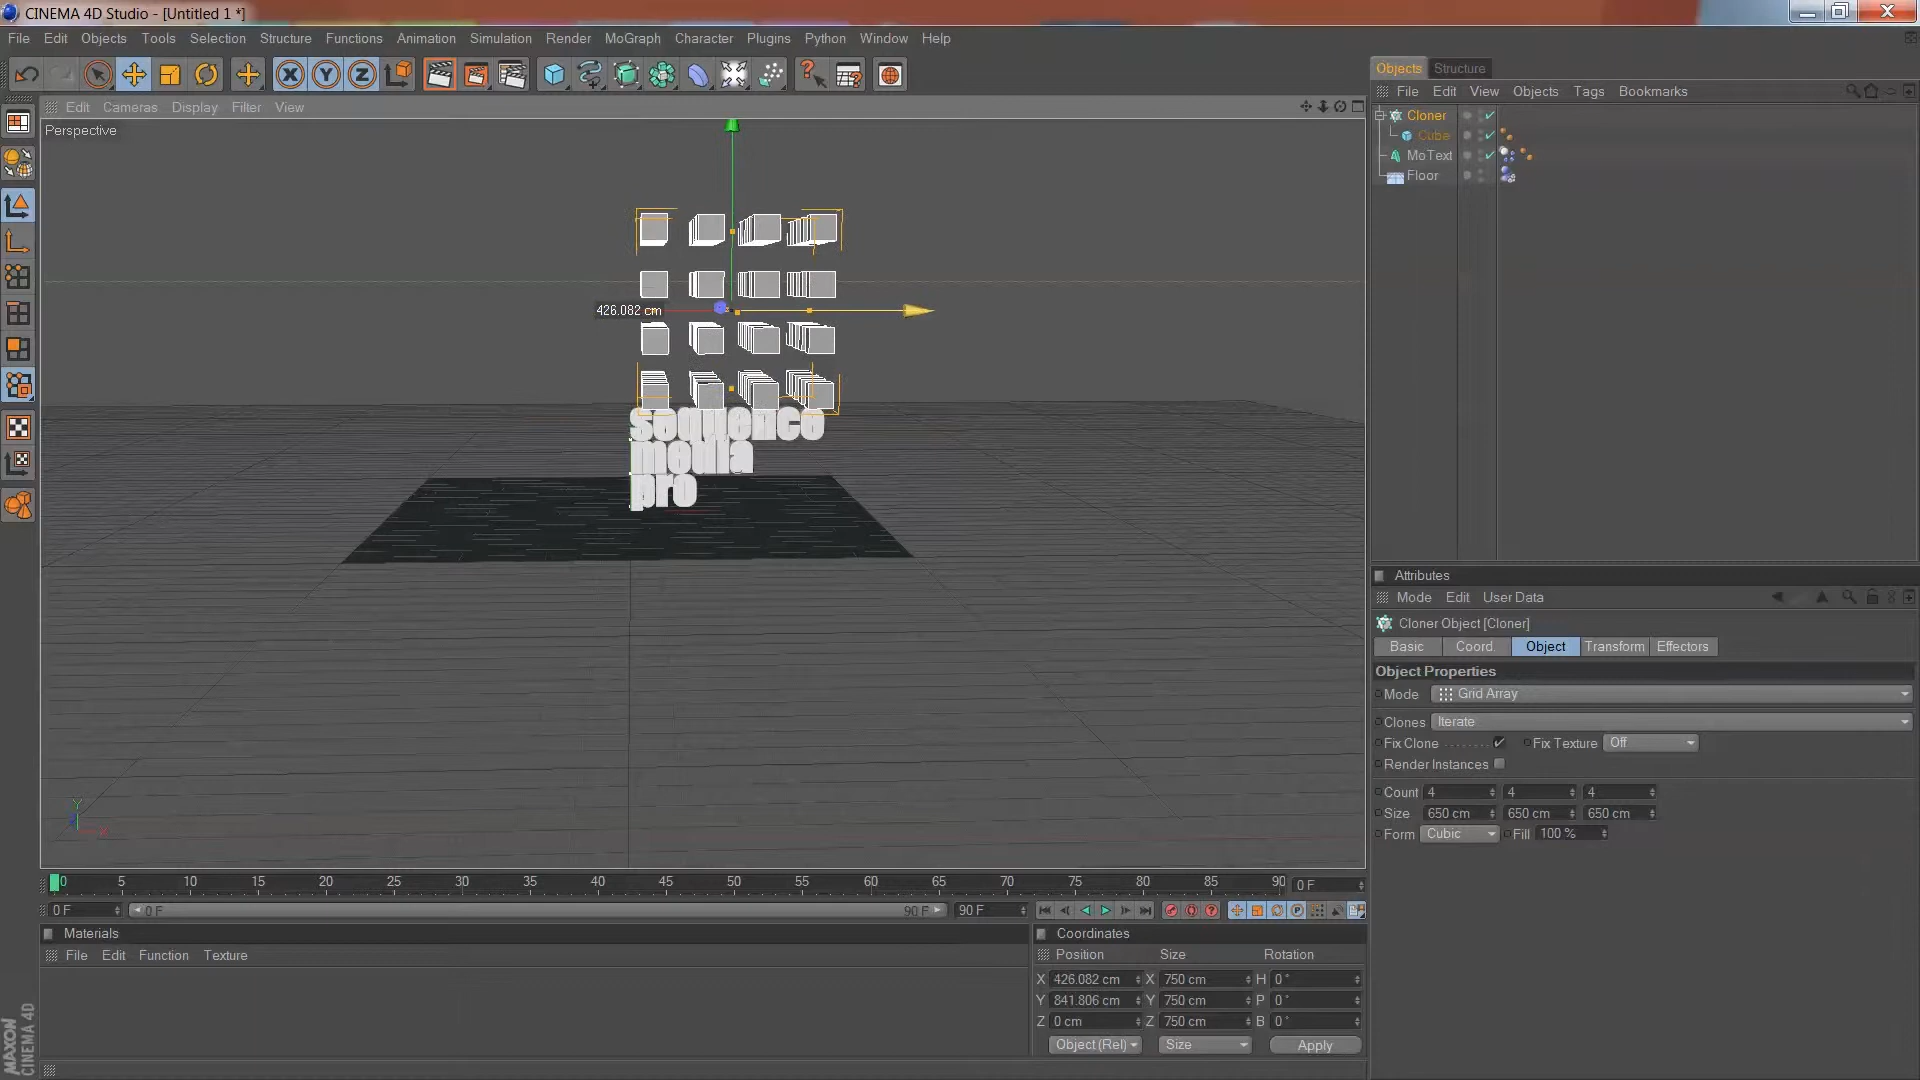 CINEMA 4D Studio - [Untitled 1 *]
File Edit Objects Tools Selection Structure Functions Animation Simulation Render MoGraph Character Plugins Python Window Help
X Y Z
Edit Cameras Display Filter View
Perspective
426.082 cm
sequence
media
pro
Y
X
0 5 10 15 20 25 30 35 40 45 50 55 60 65 70 75 80 85 90 0 F
0 F 0 F 90 F 90 F
Materials
File Edit Function Texture
Coordinates
Position Size Rotation
X 426.082 cm X 750 cm H 0 °
Y 841.806 cm Y 750 cm P 0 °
Z 0 cm Z 750 cm B 0 °
Object (Rel) Size Apply
MAXON
CINEMA 4D
Objects Structure
File Edit View Objects Tags Bookmarks
Cloner
Cube
MoText
Floor
Attributes
Mode Edit User Data
Cloner Object [Cloner]
Basic Coord. Object Transform Effectors
Object Properties
Mode Grid Array
Clones Iterate
Fix Clone Fix Texture Off
Render Instances
Count 4 4 4
Size 650 cm 650 cm 650 cm
Form Cubic Fill 100 %